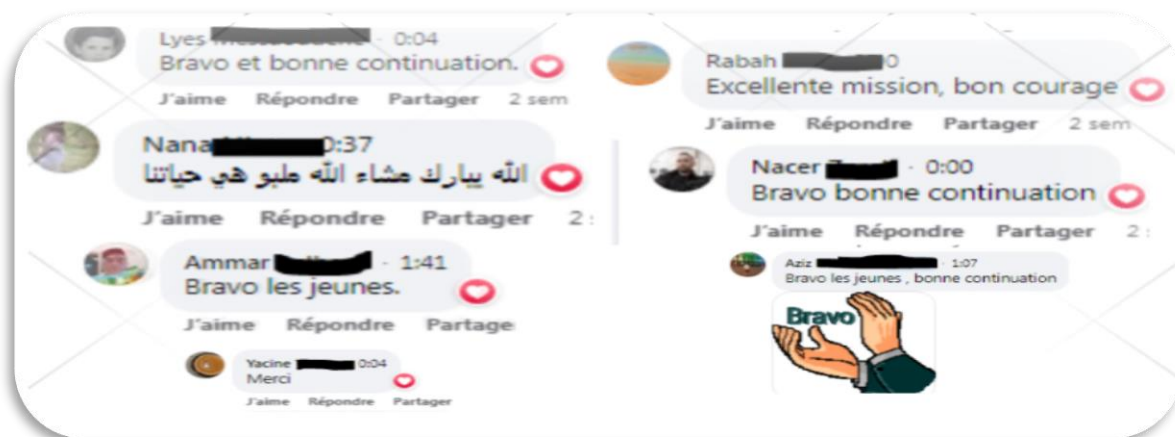 Lyes · 0:04
Bravo et bonne continuation.
J'aime Répondre Partager 2 sem
Nana 0:37
الله يبارك مشاء الله ملبو هي حياتنا
J'aime Répondre Partager 2
Ammar · 1:41
Bravo les jeunes.
J'aime Répondre Partage
Yacine 0:04
Merci
J'aime Répondre Partager
Rabah 0
Excellente mission, bon courage
J'aime Répondre Partager 2 sem
Nacer · 0:00
Bravo bonne continuation
J'aime Répondre Partager 2
Aziz · 1:07
Bravo les jeunes , bonne continuation
Bravo